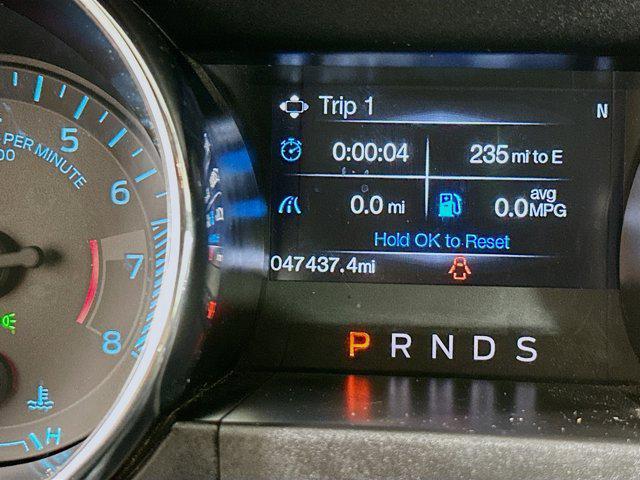 Trip 1
N
0:00:04
235 mi to E
0.0 mi
0.0 avg MPG
Hold OK to Reset
047437.4mi
P R N D S
5
PER MINUTE
6
7
8
H